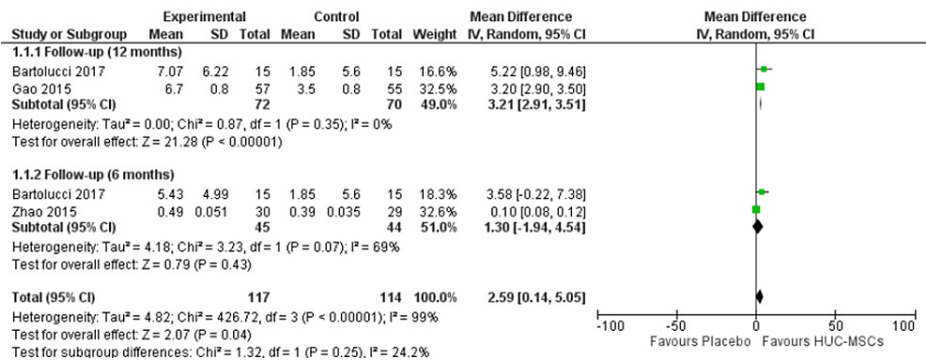 Experimental Control Mean Difference Mean Difference
Study or Subgroup Mean SD Total Mean SD Total Weight IV, Random, 95% CI IV, Random, 95% CI
1.1.1 Follow-up (12 months)
Bartolucci 2017 7.07 6.22 15 1.85 5.6 15 16.6% 5.22 [0.98, 9.46]
Gao 2015 6.7 0.8 57 3.5 0.8 55 32.5% 3.20 [2.90, 3.50]
Subtotal (95% CI) 72 70 49.0% 3.21 [2.91, 3.51]
Heterogeneity: Tau² = 0.00; Chi² = 0.87, df = 1 (P = 0.35); I² = 0%
Test for overall effect: Z = 21.28 (P < 0.00001)
1.1.2 Follow-up (6 months)
Bartolucci 2017 5.43 4.99 15 1.85 5.6 15 18.3% 3.58 [-0.22, 7.38]
Zhao 2015 0.49 0.051 30 0.39 0.035 29 32.6% 0.10 [0.08, 0.12]
Subtotal (95% CI) 45 44 51.0% 1.30 [-1.94, 4.54]
Heterogeneity: Tau² = 4.18; Chi² = 3.23, df = 1 (P = 0.07); I² = 69%
Test for overall effect: Z = 0.79 (P = 0.43)
Total (95% CI) 117 114 100.0% 2.59 [0.14, 5.05]
Heterogeneity: Tau² = 4.82; Chi² = 426.72, df = 3 (P < 0.00001); I² = 99%
Test for overall effect: Z = 2.07 (P = 0.04)
Test for subgroup differences: Chi² = 1.32, df = 1 (P = 0.25), I² = 24.2%
-100 -50 0 50 100
Favours Placebo Favours HUC-MSCs